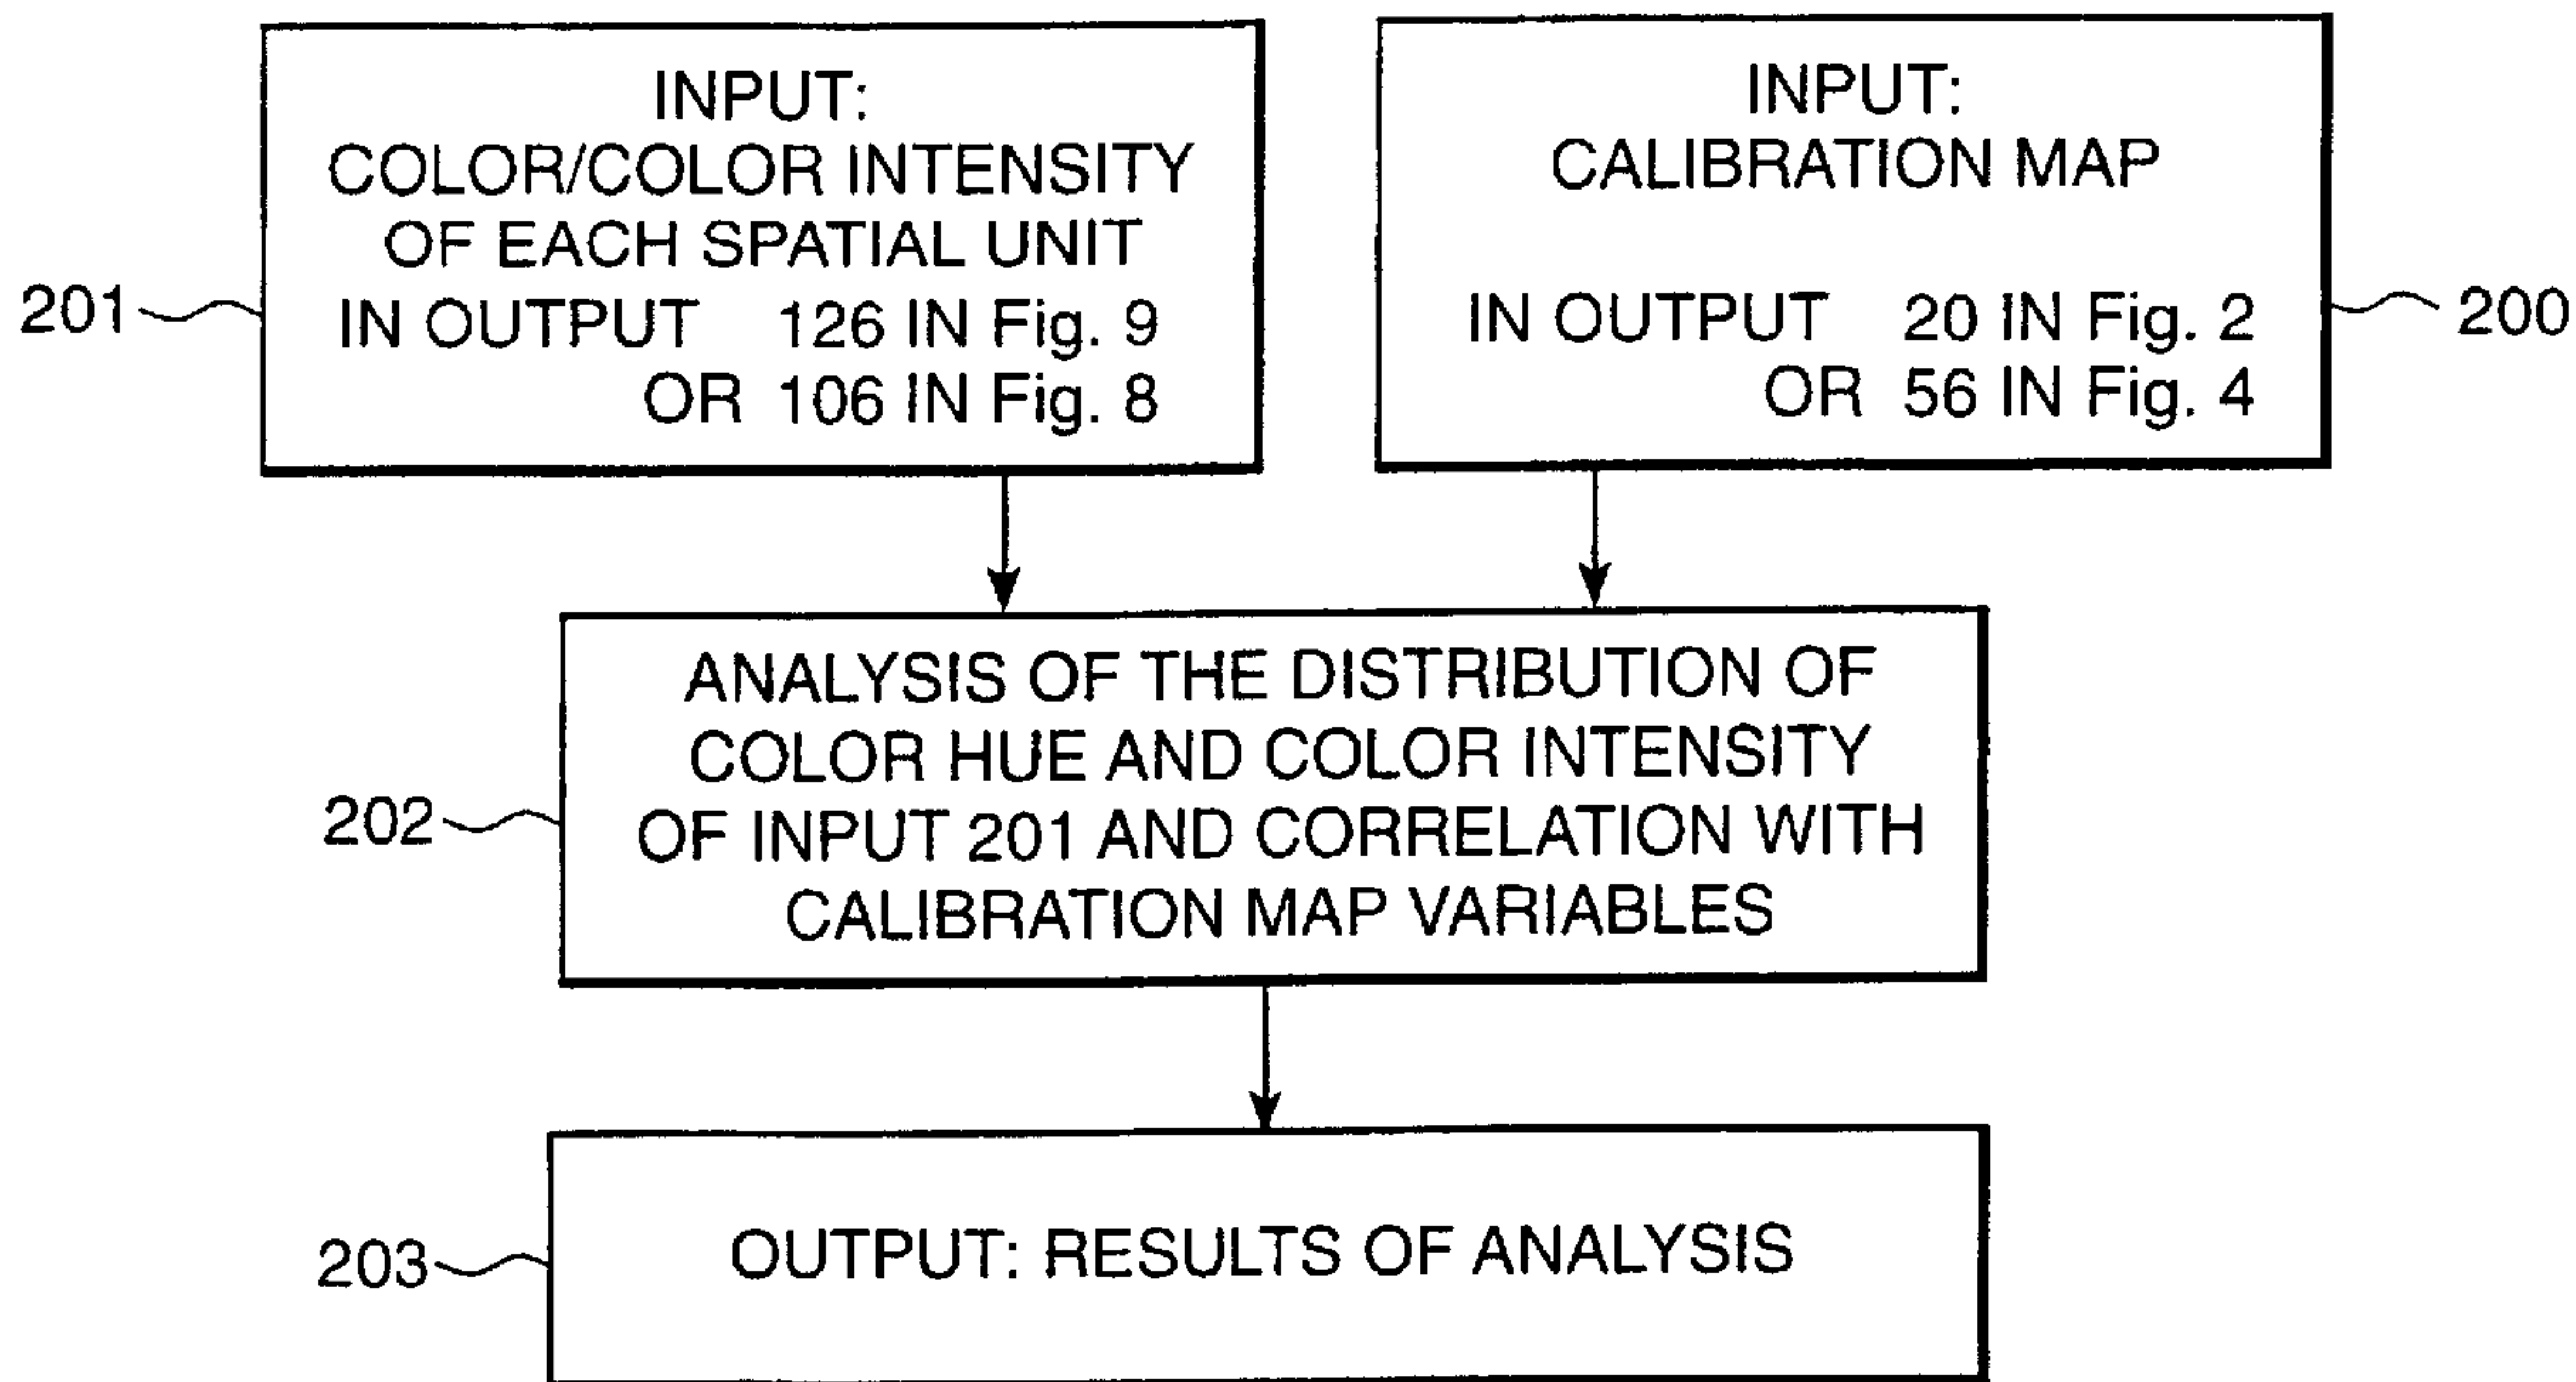 INPUT:
COLOR/COLOR INTENSITY
OF EACH SPATIAL UNIT
IN OUTPUT 126 IN Fig. 9
OR 106 IN Fig. 8
201
INPUT:
CALIBRATION MAP
IN OUTPUT 20 IN Fig. 2
OR 56 IN Fig. 4
200
ANALYSIS OF THE DISTRIBUTION OF
COLOR HUE AND COLOR INTENSITY
OF INPUT 201 AND CORRELATION WITH
CALIBRATION MAP VARIABLES
202
OUTPUT: RESULTS OF ANALYSIS
203